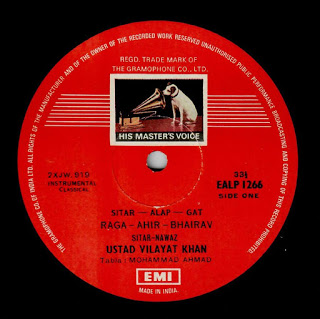 ALL RIGHTS OF THE MANUFACTURER AND OF THE OWNER OF THE RECORDED WORK RESERVED UNAUTHORISED PUBLIC PERFORMANCE BROADCASTING AND COPYING OF THIS RECORD PROHIBITED.
THE GRAMOPHONE CO. OF INDIA LTD.
REGD. TRADE MARK OF
THE GRAMOPHONE CO., LTD.
HIS MASTER'S VOICE
2XJW.919
INSTRUMENTAL
CLASSICAL
33⅓
EALP 1266
SIDE ONE
SITAR — ALAP — GAT
RAGA - AHIR - BHAIRAV
SITAR-NAWAZ
USTAD VILAYAT KHAN
Tabla : MOHAMMAD AHMAD
EMI
MADE IN INDIA.